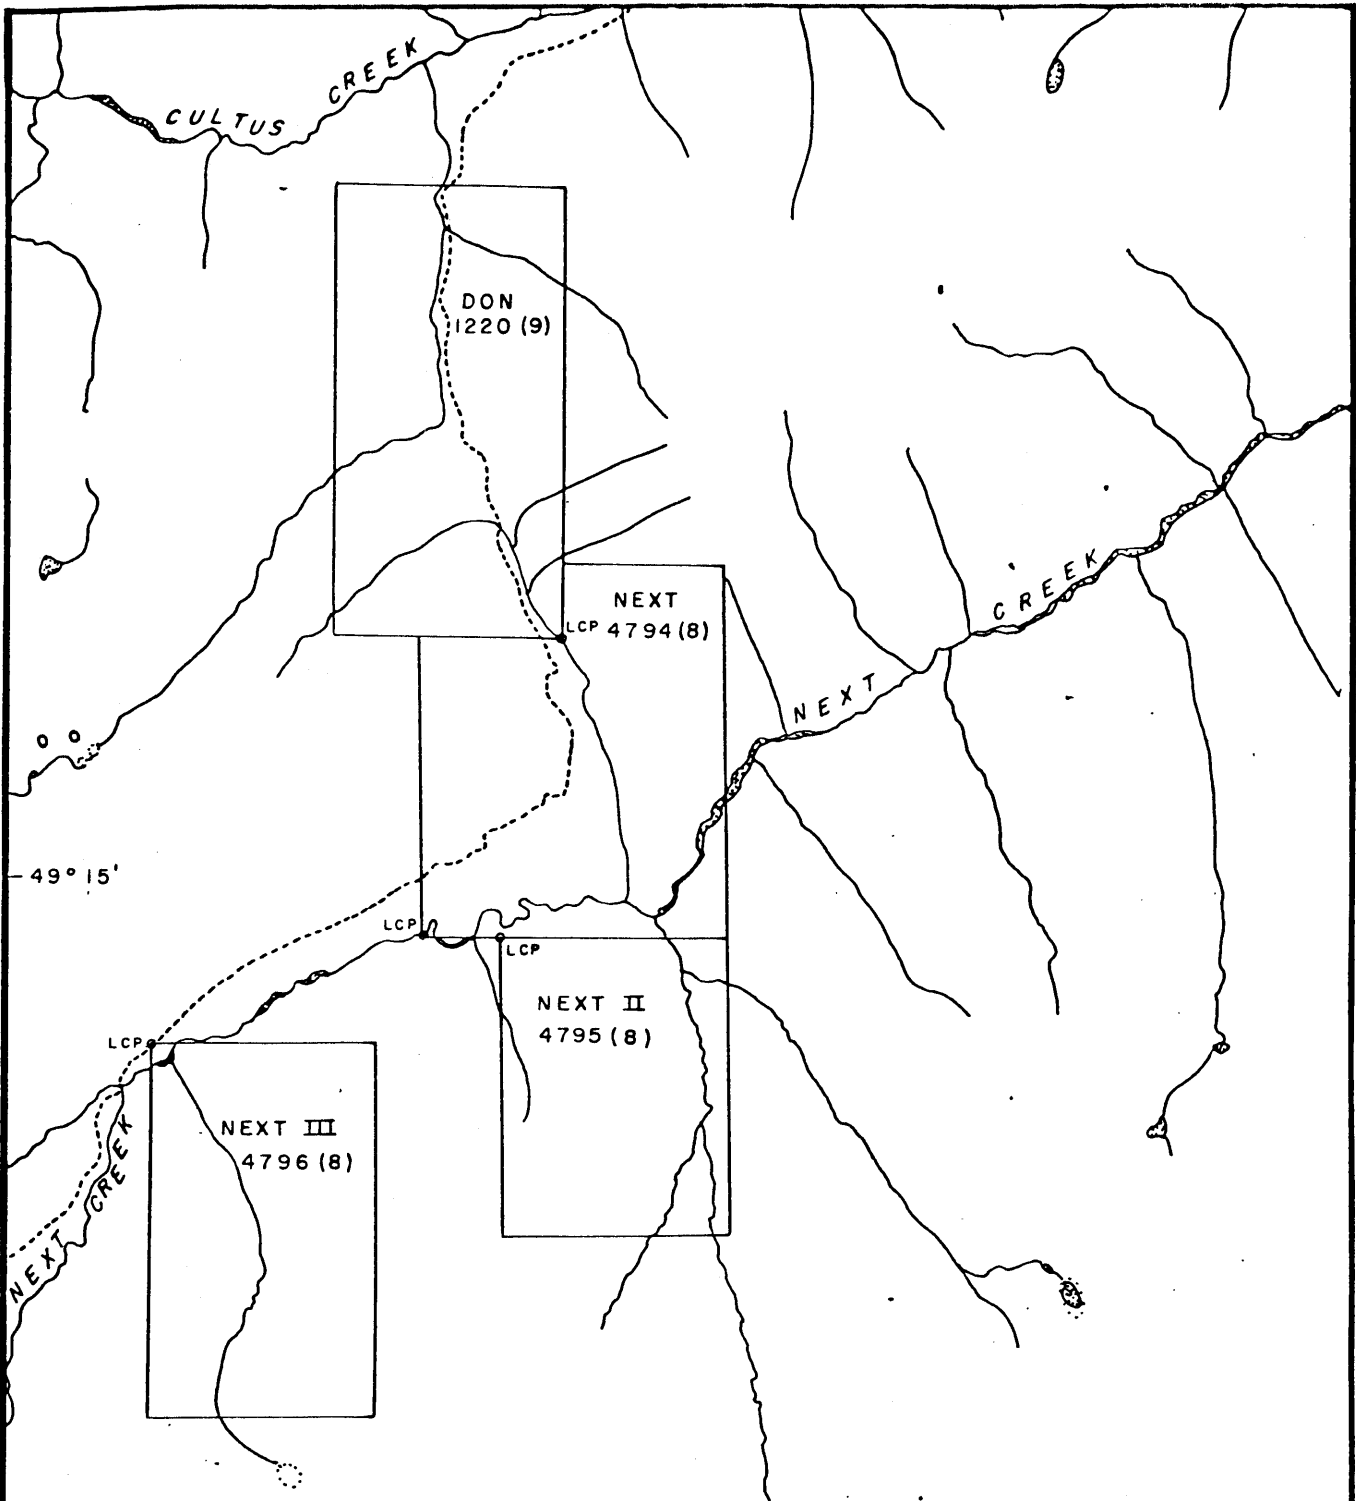 CULTUS CREEK
DON
1220 (9)
NEXT
LCP 4794 (8)
NEXT CREEK
49° 15'
LCP
LCP
NEXT II
4795 (8)
LCP
NEXT III
4796 (8)
NEXT CREEK